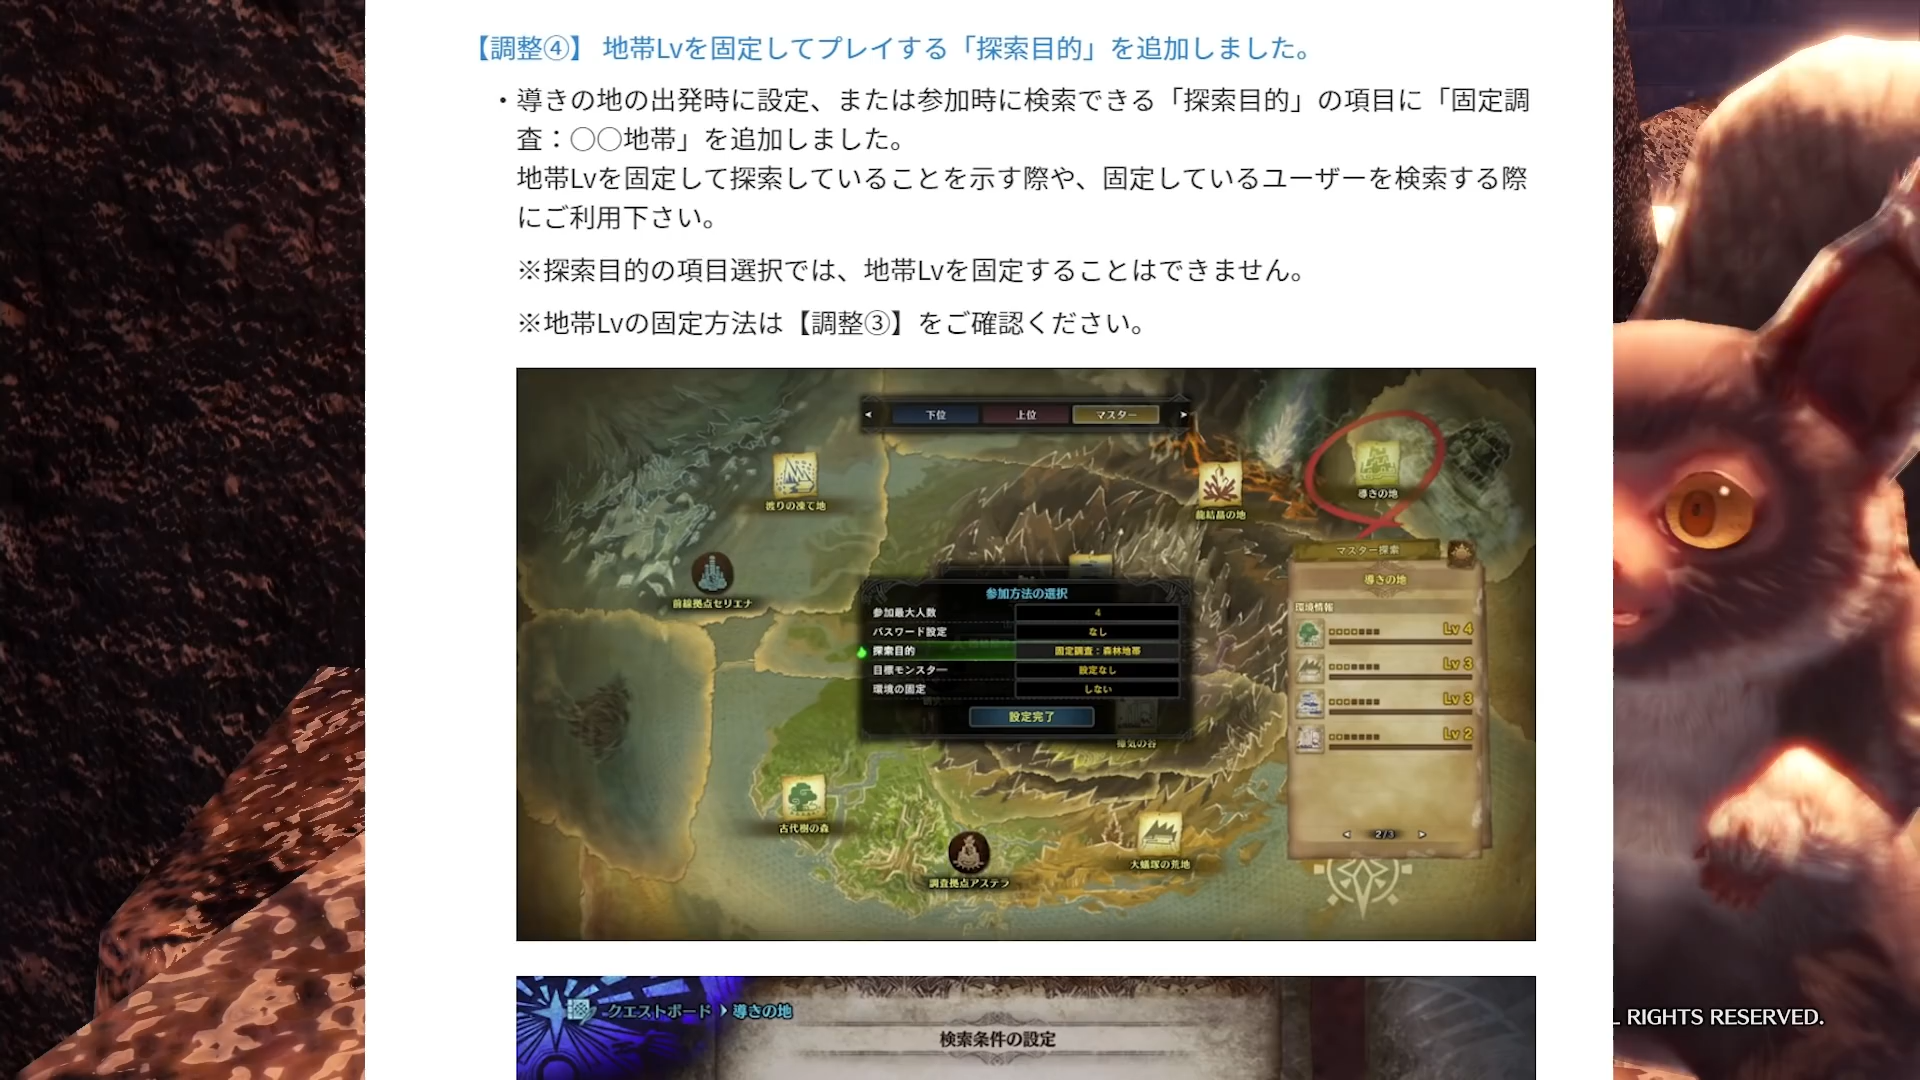 【調整④】 地帯Lvを固定してプレイする「探索目的」を追加しました。
・導きの地の出発時に設定、または参加時に検索できる「探索目的」の項目に「固定調
査：○○地帯」を追加しました。
地帯Lvを固定して探索していることを示す際や、固定しているユーザーを検索する際
にご利用下さい。
※探索目的の項目選択では、地帯Lvを固定することはできません。
※地帯Lvの固定方法は【調整③】をご確認ください。
下位 上位 マスター
渡りの凍て地
龍結晶の地
導きの地
前線拠点セリエナ
参加方法の選択
参加最大人数 4
パスワード設定 なし
探索目的 固定調査：森林地帯
目標モンスター 設定なし
環境の固定 しない
設定完了
瘴気の谷
マスター探索
導きの地
環境情報
Lv 4
Lv 3
Lv 3
Lv 2
2/3
古代樹の森
調査拠点アステラ
大蟻塚の荒地
クエストボード 導きの地
検索条件の設定
RIGHTS RESERVED.